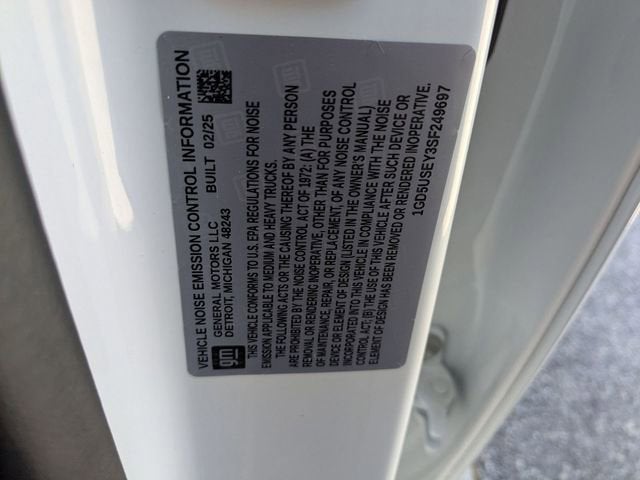 VEHICLE NOISE EMISSION CONTROL INFORMATION
gm
GENERAL MOTORS LLC
DETROIT, MICHIGAN 48243
BUILT 02/25
THIS VEHICLE CONFORMS TO U.S. EPA REGULATIONS FOR NOISE
EMISSION APPLICABLE TO MEDIUM AND HEAVY TRUCKS.
THE FOLLOWING ACTS OR THE CAUSING THEREOF BY ANY PERSON
ARE PROHIBITED BY THE NOISE CONTROL ACT OF 1972: (A) THE
REMOVAL OR RENDERING INOPERATIVE, OTHER THAN FOR PURPOSES
OF MAINTENANCE, REPAIR, OR REPLACEMENT, OF ANY NOISE CONTROL
DEVICE OR ELEMENT OF DESIGN (LISTED IN THE OWNER'S MANUAL)
INCORPORATED INTO THIS VEHICLE IN COMPLIANCE WITH THE NOISE
CONTROL ACT; (B) THE USE OF THIS VEHICLE AFTER SUCH DEVICE OR
ELEMENT OF DESIGN HAS BEEN REMOVED OR RENDERED INOPERATIVE.
1GD5USEY3SF249697